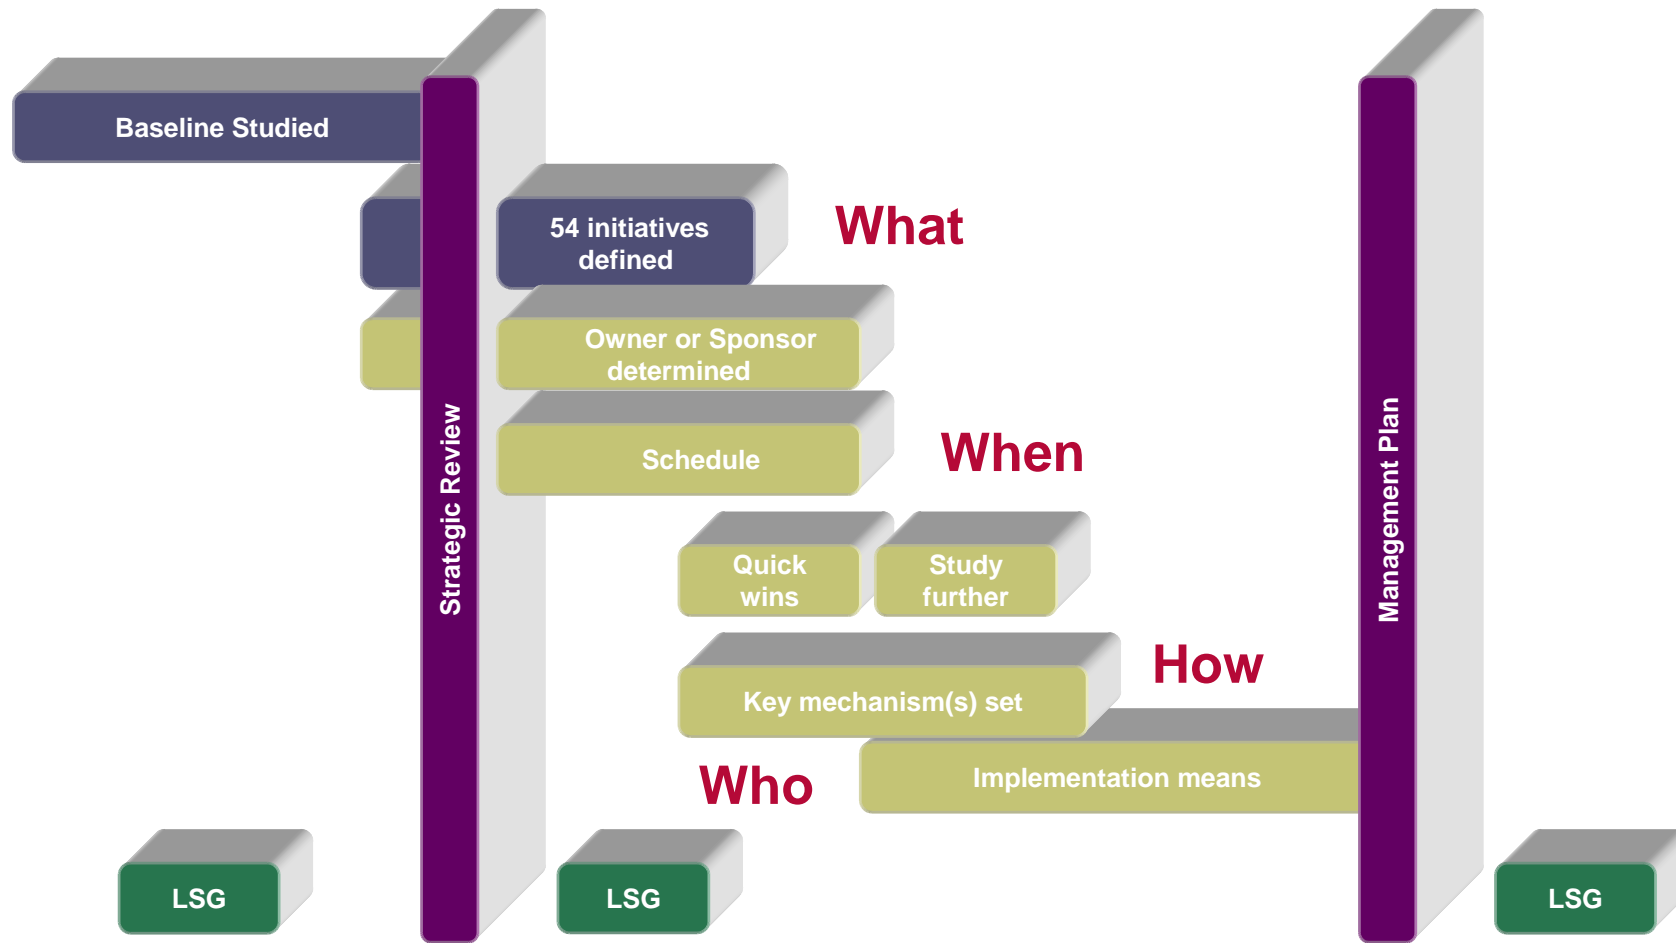 Baseline Studied
54 initiatives
defined
What
Owner or Sponsor
determined
Strategic Review
Schedule
When
Management Plan
Quick
wins
Study
further
How
Key mechanism(s) set
Who
Implementation means
LSG
LSG
LSG